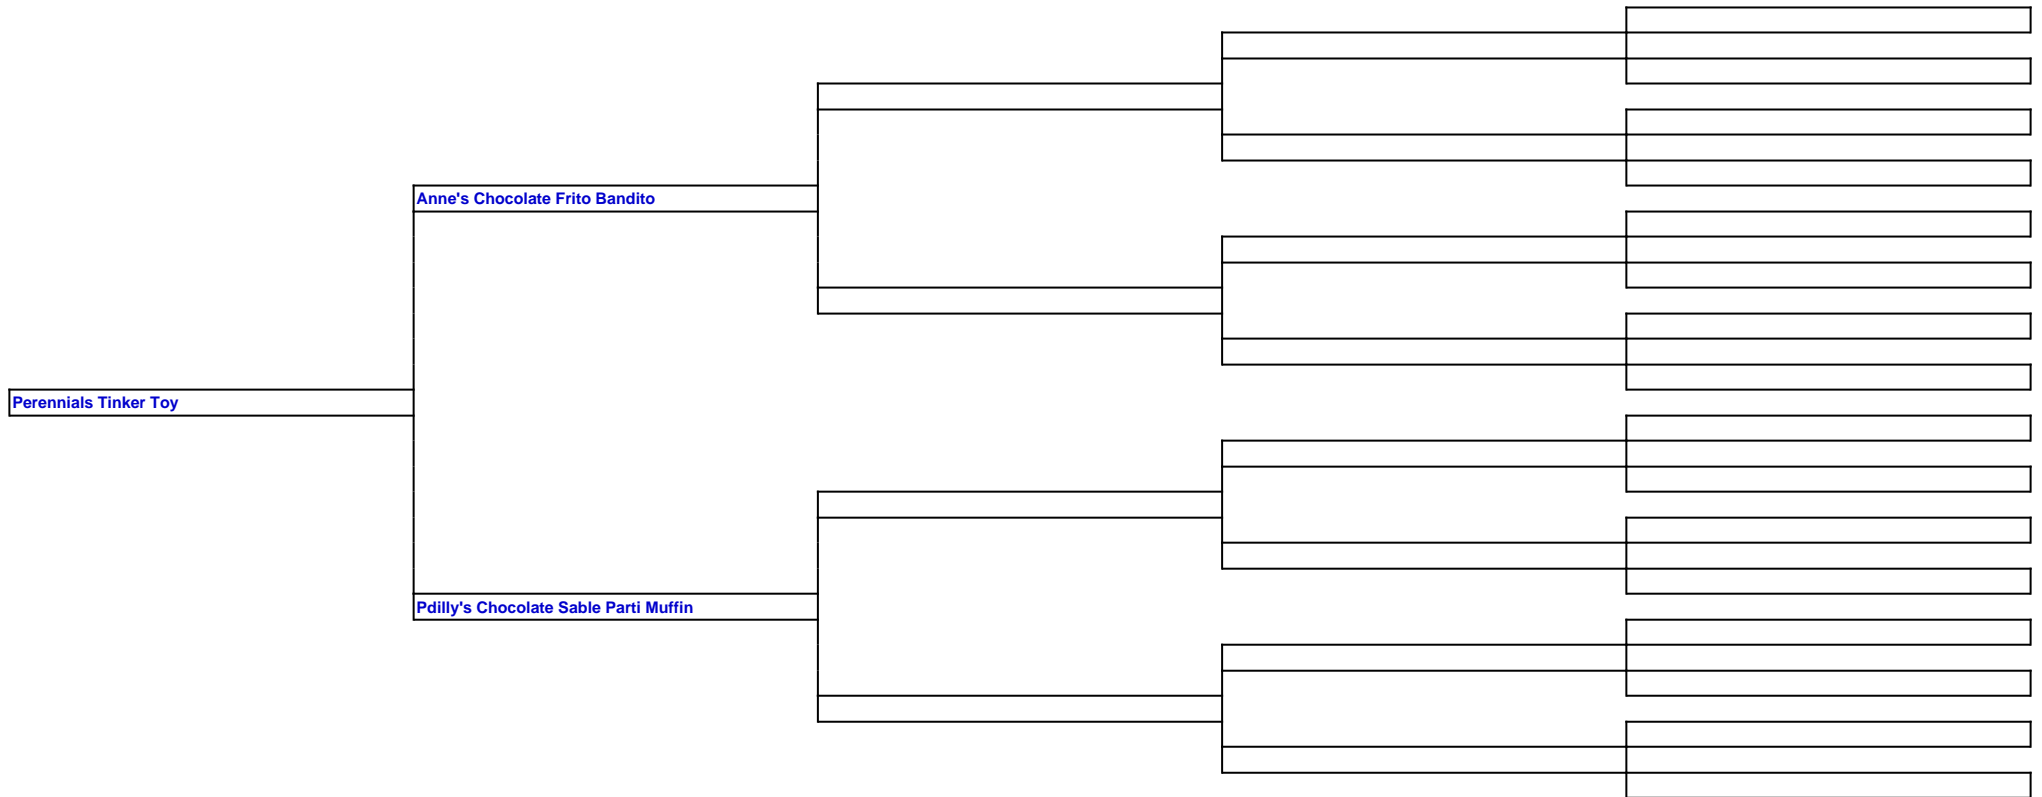 Anne's Chocolate Frito Bandito
Perennials Tinker Toy
Pdilly's Chocolate Sable Parti Muffin